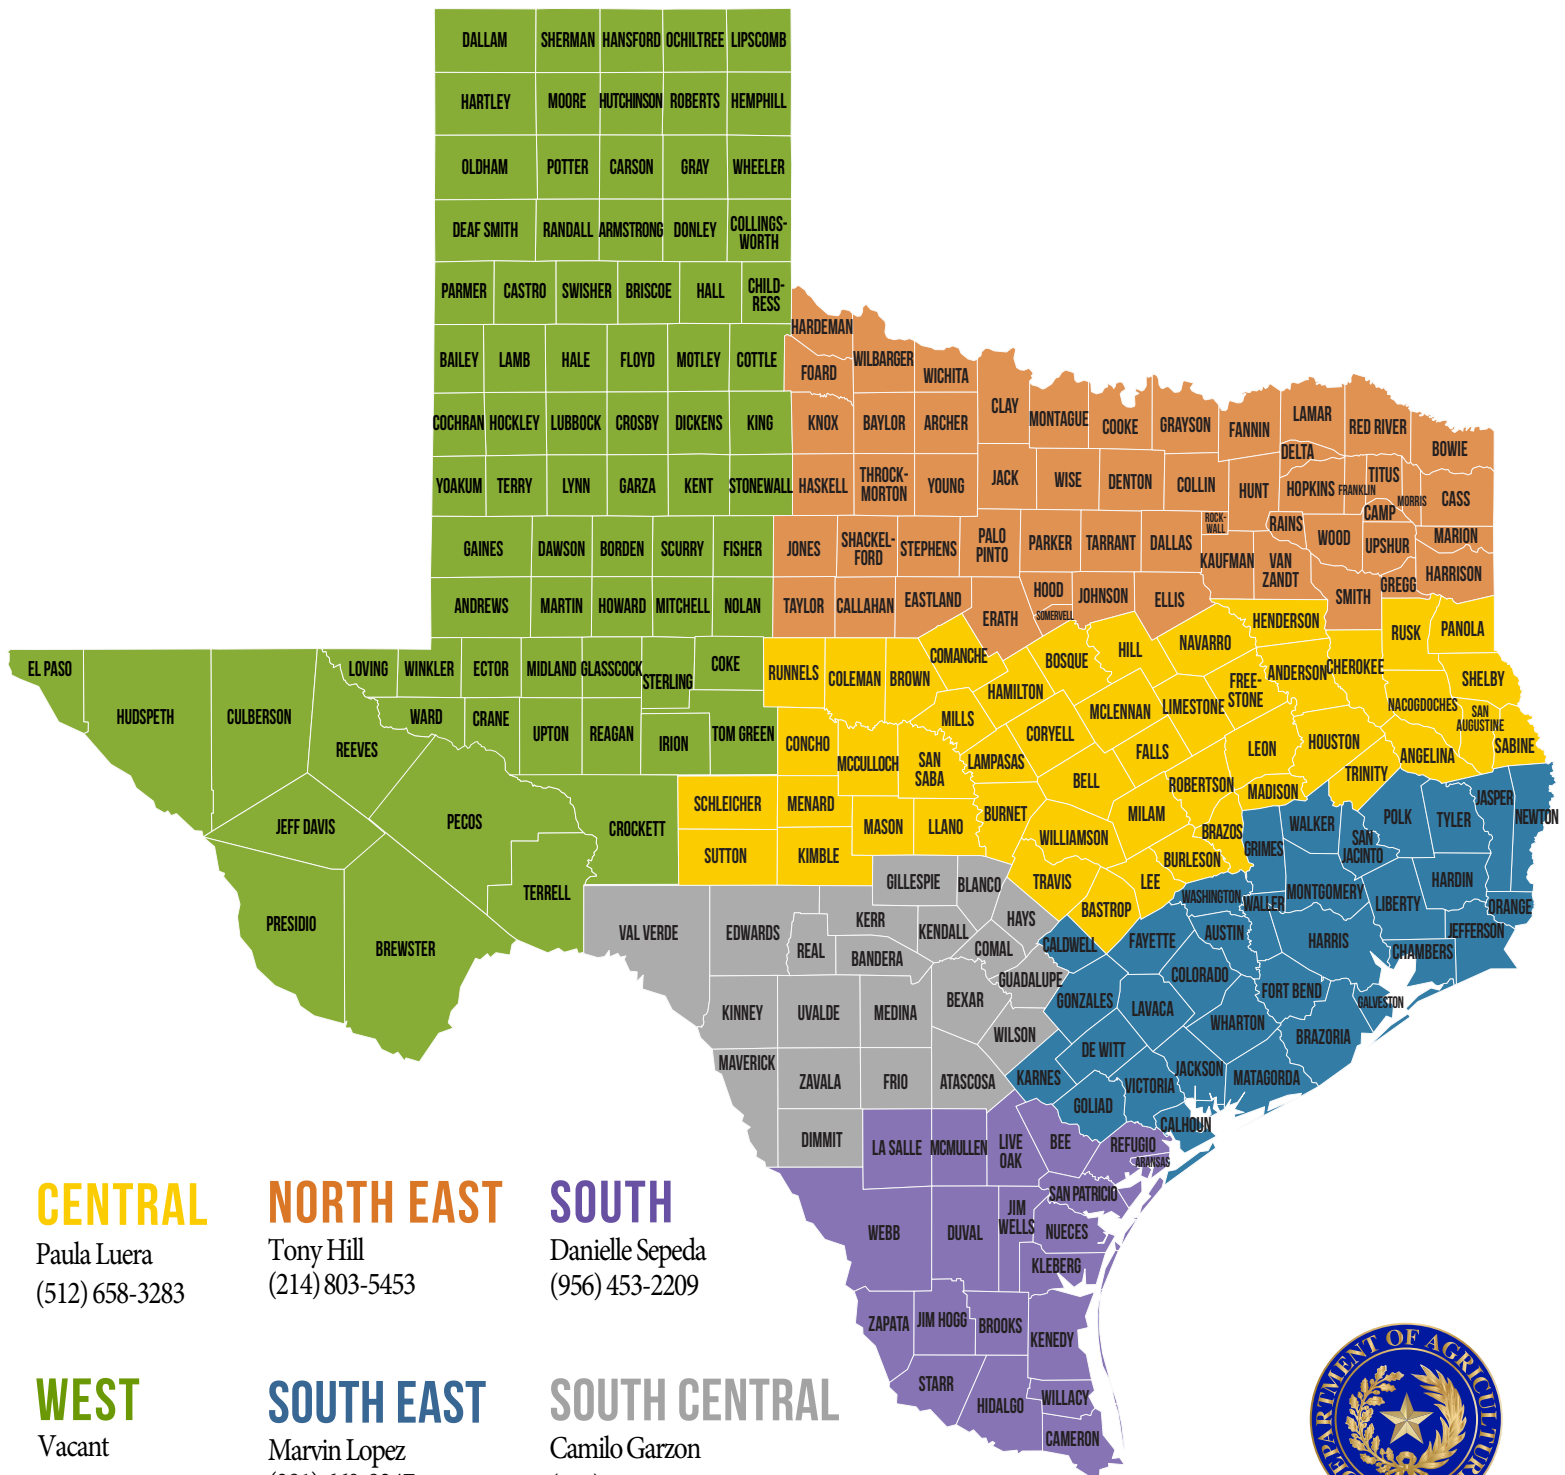 DALLAM SHERMAN HANSFORD OCHILTREE LIPSCOMB
HARTLEY MOORE HUTCHINSON ROBERTS HEMPHILL
OLDHAM POTTER CARSON GRAY WHEELER
DEAF SMITH RANDALL ARMSTRONG DONLEY COLLINGS-
WORTH
PARMER CASTRO SWISHER BRISCOE HALL CHILD-
RESS
HARDEMAN
BAILEY LAMB HALE FLOYD MOTLEY COTTLE FOARD WILBARGER WICHITA
COCHRAN HOCKLEY LUBBOCK CROSBY DICKENS KING KNOX BAYLOR ARCHER CLAY MONTAGUE COOKE GRAYSON FANNIN LAMAR RED RIVER BOWIE
DELTA
YOAKUM TERRY LYNN GARZA KENT STONEWALL HASKELL THROCK-
MORTON YOUNG JACK WISE DENTON COLLIN HUNT HOPKINS FRANKLIN TITUS MORRIS CASS
CAMP
ROCK-
WALL RAINS
GAINES DAWSON BORDEN SCURRY FISHER JONES SHACKEL-
FORD STEPHENS PALO
PINTO PARKER TARRANT DALLAS KAUFMAN VAN
ZANDT WOOD UPSHUR MARION
HARRISON
GREGG
ANDREWS MARTIN HOWARD MITCHELL NOLAN TAYLOR CALLAHAN EASTLAND ERATH HOOD SOMERVELL JOHNSON ELLIS SMITH
HENDERSON RUSK PANOLA
EL PASO HUDSPETH CULBERSON LOVING WINKLER ECTOR MIDLAND GLASSCOCK STERLING COKE RUNNELS COLEMAN BROWN COMANCHE HAMILTON BOSQUE HILL NAVARRO FREE-
STONE ANDERSON CHEROKEE SHELBY
REEVES WARD CRANE UPTON REAGAN IRION TOM GREEN CONCHO MCCULLOCH SAN
SABA MILLS LAMPASAS CORYELL MCLENNAN LIMESTONE FALLS LEON HOUSTON NACOGDOCHES SAN
AUGUSTINE SABINE
ANGELINA
TRINITY
JEFF DAVIS PECOS CROCKETT SCHLEICHER MENARD MASON LLANO BURNET BELL WILLIAMSON MILAM ROBERTSON MADISON BRAZOS GRIMES WALKER SAN
JACINTO POLK TYLER JASPER NEWTON
TERRELL SUTTON KIMBLE GILLESPIE BLANCO TRAVIS BASTROP LEE BURLESON WASHINGTON WALLER MONTGOMERY LIBERTY HARDIN ORANGE
PRESIDIO BREWSTER VAL VERDE EDWARDS REAL KERR BANDERA KENDALL COMAL HAYS GUADALUPE CALDWELL FAYETTE AUSTIN HARRIS CHAMBERS JEFFERSON
KINNEY UVALDE MEDINA BEXAR WILSON GONZALES LAVACA COLORADO WHARTON FORT BEND BRAZORIA GALVESTON
MAVERICK ZAVALA FRIO ATASCOSA KARNES DE WITT VICTORIA JACKSON MATAGORDA
GOLIAD CALHOUN
DIMMIT LA SALLE MCMULLEN LIVE
OAK BEE REFUGIO ARANSAS
SAN PATRICIO
WEBB DUVAL JIM
WELLS NUECES
KLEBERG
ZAPATA JIM HOGG BROOKS KENEDY
STARR HIDALGO WILLACY
CAMERON
CENTRAL
Paula Luera
(512) 658-3283
NORTH EAST
Tony Hill
(214) 803-5453
SOUTH
Danielle Sepeda
(956) 453-2209
WEST
Vacant
SOUTH EAST
Marvin Lopez
SOUTH CENTRAL
Camilo Garzon
OF